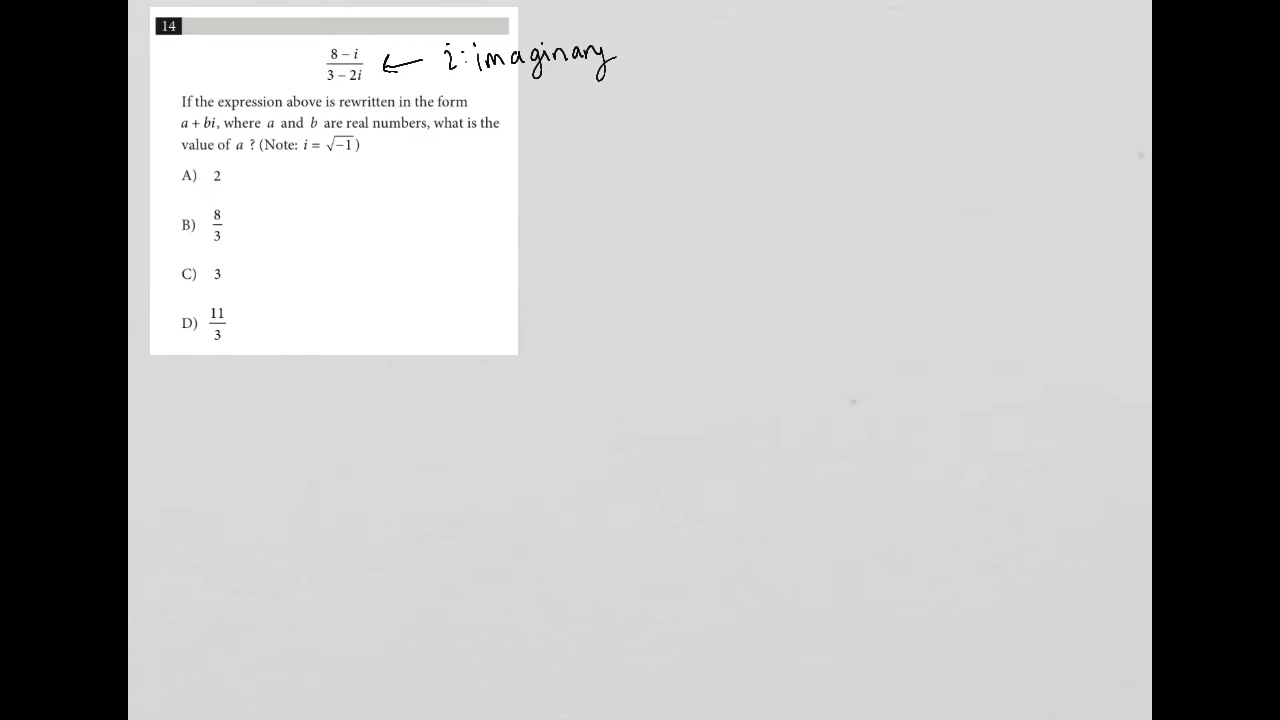 14
8 – i
3 – 2i
← i: imaginary
If the expression above is rewritten in the form
a + bi, where a and b are real numbers, what is the
value of a ? (Note: i = √–1)
A) 2
B) 8/3
C) 3
D) 11/3